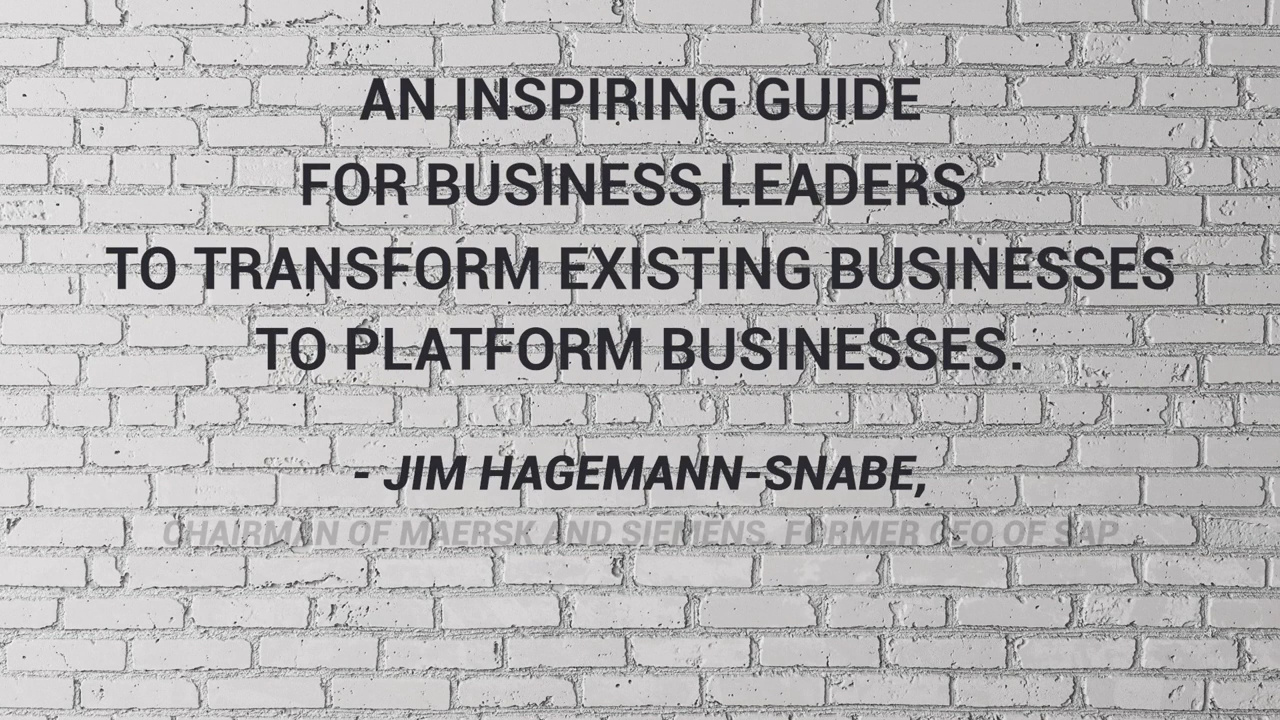 AN INSPIRING GUIDE
FOR BUSINESS LEADERS
TO TRANSFORM EXISTING BUSINESSES
TO PLATFORM BUSINESSES.
- JIM HAGEMANN-SNABE,
CHAIRMAN OF MAERSK AND SIEMENS, FORMER CEO OF SAP